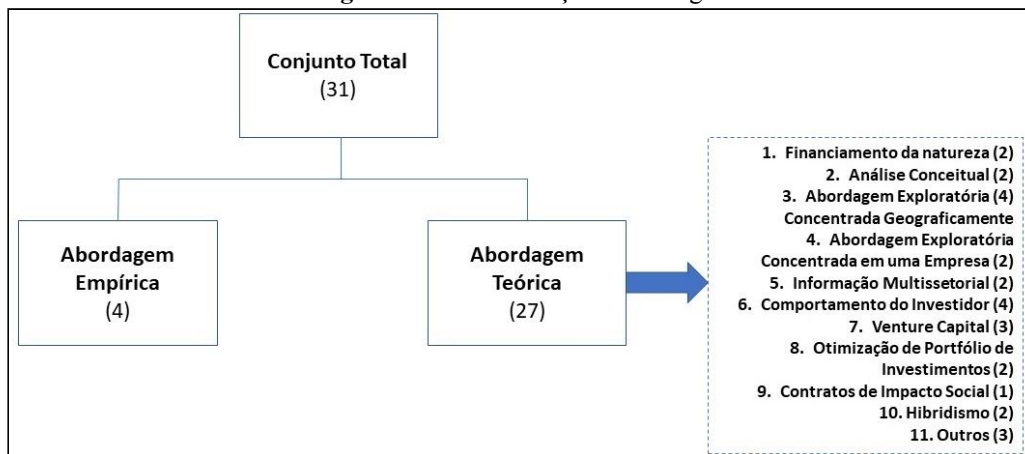 Conjunto Total
(31)
Abordagem
Empírica
(4)
Abordagem
Teórica
(27)
1. Financiamento da natureza (2)
2. Análise Conceitual (2)
3. Abordagem Exploratória (4)
Concentrada Geograficamente
4. Abordagem Exploratória
Concentrada em uma Empresa (2)
5. Informação Multissetorial (2)
6. Comportamento do Investidor (4)
7. Venture Capital (3)
8. Otimização de Portfólio de
Investimentos (2)
9. Contratos de Impacto Social (1)
10. Hibridismo (2)
11. Outros (3)